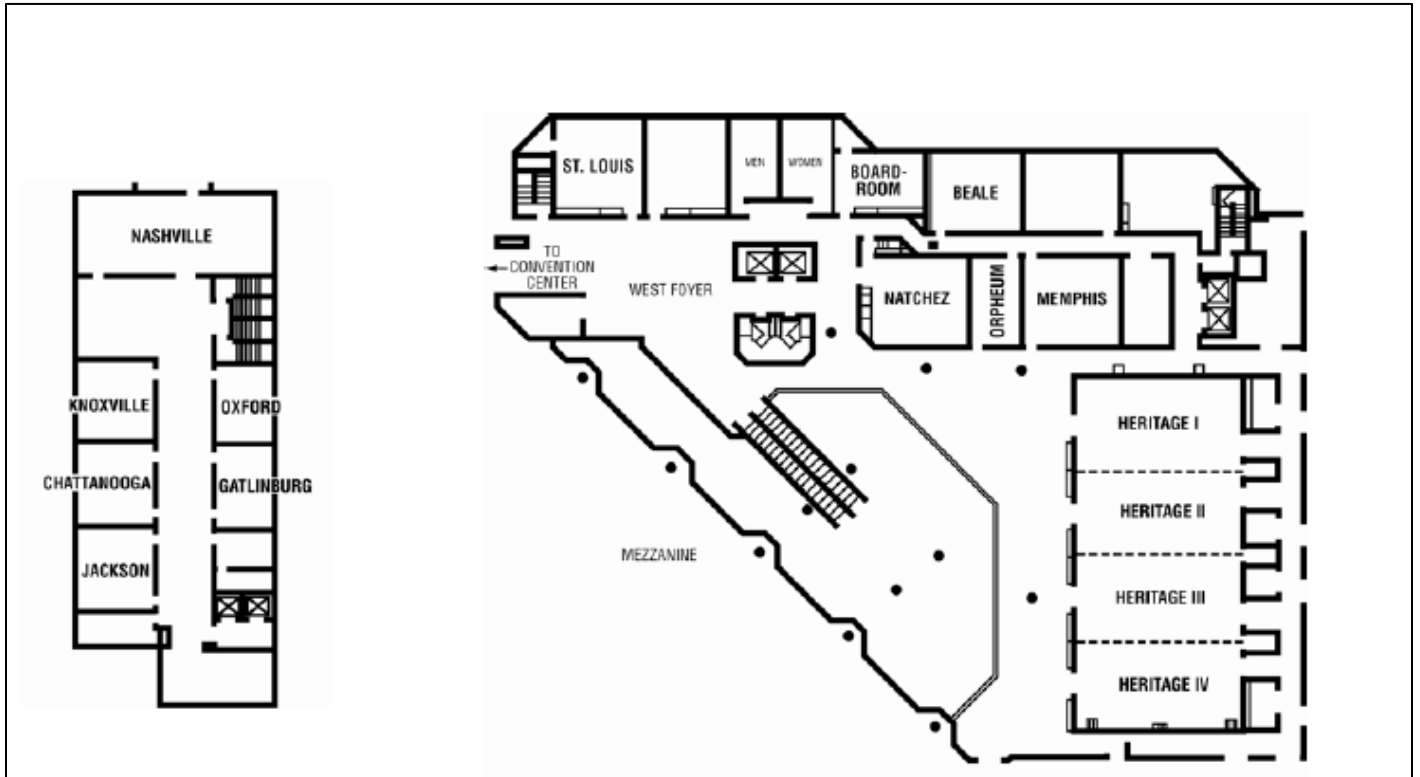 NASHVILLE
KNOXVILLE
OXFORD
CHATTANOOGA
GATLINBURG
JACKSON
ST. LOUIS
MEN
WOMEN
BOARD-
ROOM
BEALE
TO
CONVENTION
CENTER
WEST FOYER
NATCHEZ
ORPHEUM
MEMPHIS
HERITAGE I
HERITAGE II
MEZZANINE
HERITAGE III
HERITAGE IV